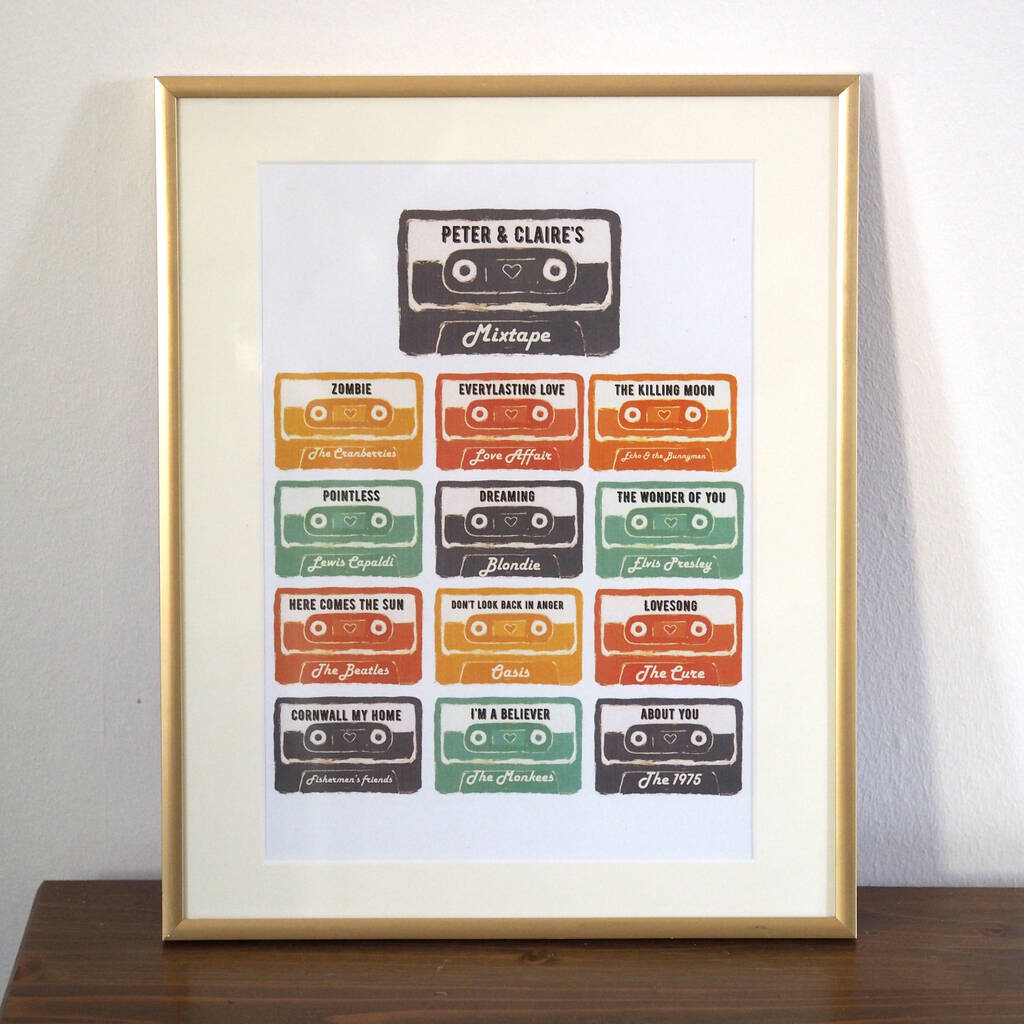 PETER & CLAIRE'S
Mixtape
ZOMBIE
The Cranberries
EVERYLASTING LOVE
Love Affair
THE KILLING MOON
Echo & the Bunnymen
POINTLESS
Lewis Capaldi
DREAMING
Blondie
THE WONDER OF YOU
Elvis Presley
HERE COMES THE SUN
The Beatles
DON'T LOOK BACK IN ANGER
Oasis
LOVESONG
The Cure
CORNWALL MY HOME
Fishermen's friends
I'M A BELIEVER
The Monkees
ABOUT YOU
The 1975